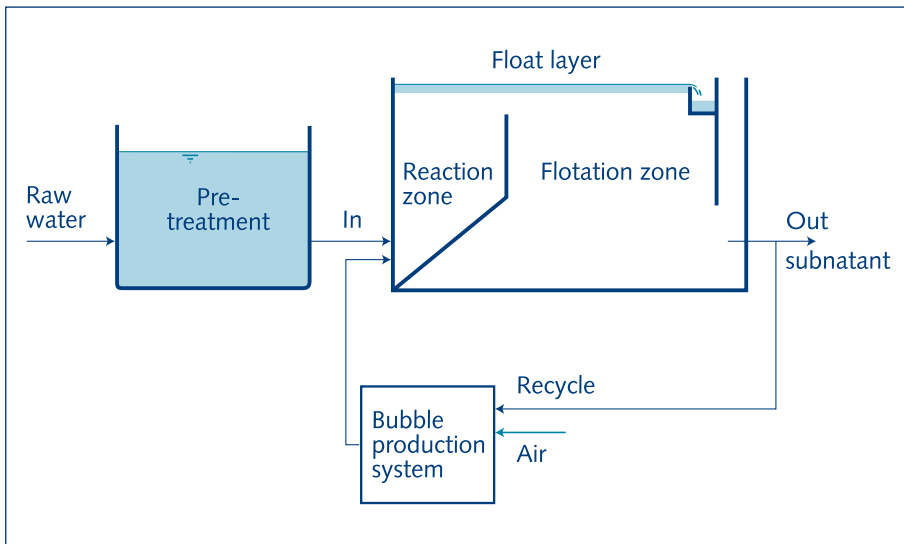 Float layer
Raw
water
Pre-
treatment
In
Reaction
zone
Flotation zone
Out
subnatant
Recycle
Bubble
production
system
Air